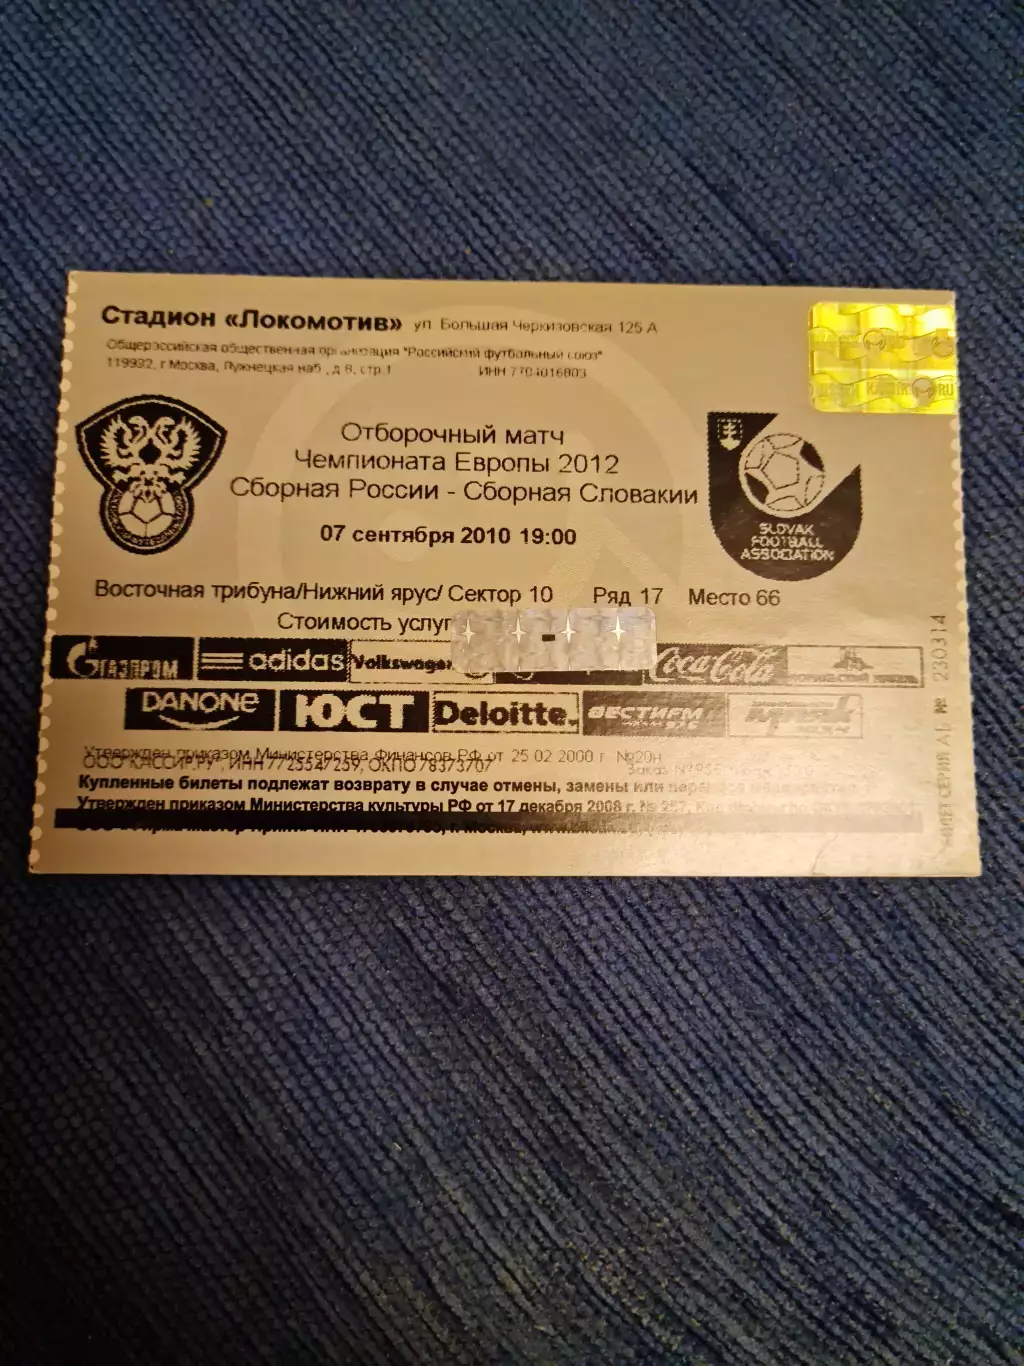 Стадион «Локомотив» ул. Большая Черкизовская 125 А
Общероссийская общественная организация "Российский футбольный союз"
119992, г Москва, Лужнецкая наб., д 8, стр.1 ИНН 7704016803
Отборочный матч
Чемпионата Европы 2012
Сборная России - Сборная Словакии
07 сентября 2010 19:00
SLOVAK
FOOTBALL
ASSOCIATION
Восточная трибуна/Нижний ярус/ Сектор 10 Ряд 17 Место 66
Стоимость услуг
ГАЗПРОМ adidas Volkswagen Coca Cola
DANONE ЮСТ Deloitte. ВЕСТИ FM
Утвержден приказом Министерства Финансов РФ от 25.02.2000 г. №20н
ООО "КАССИР.РУ", ИНН 7725547259, ОКПО 78373707
Купленные билеты подлежат возврату в случае отмены, замены или
Утвержден приказом Министерства культуры РФ от 17 декабря 2008 г. № 257,
БИЛЕТ СЕРИЯ АБ № 230314